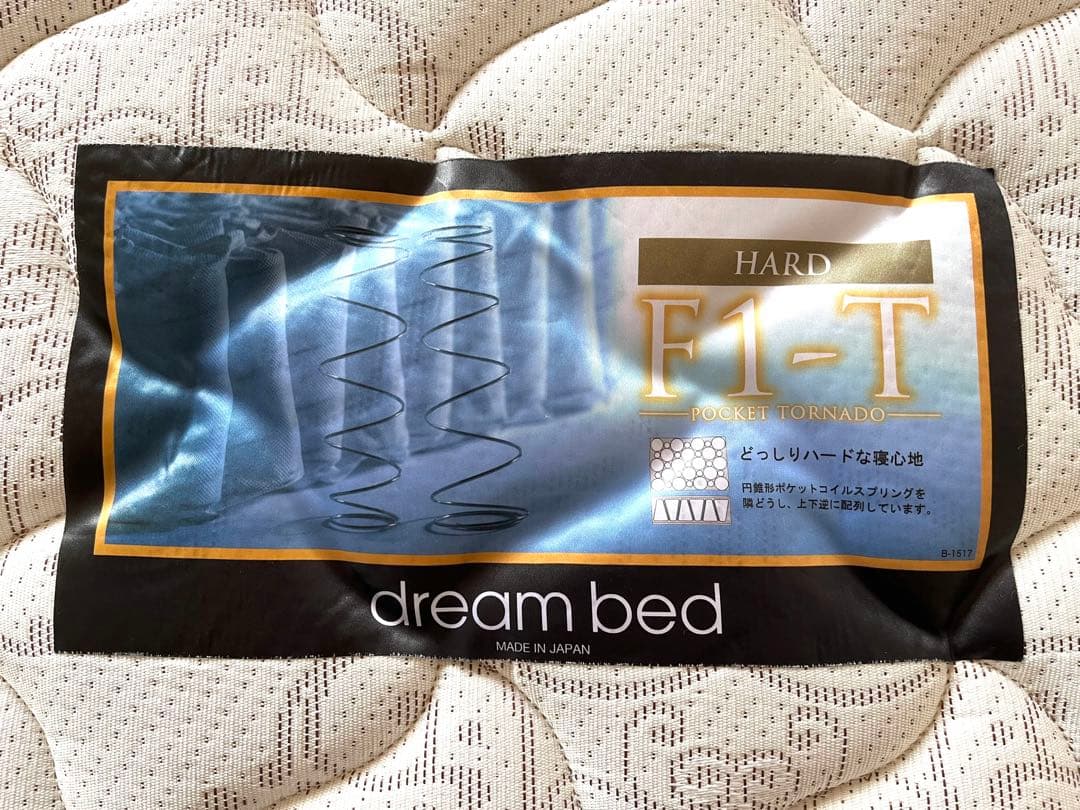 HARD
F1-T
POCKET TORNADO
どっしりハードな寝心地
円錐形ポケットコイルスプリングを
隣どうし、上下逆に配列しています。
B-1517
dream bed
MADE IN JAPAN